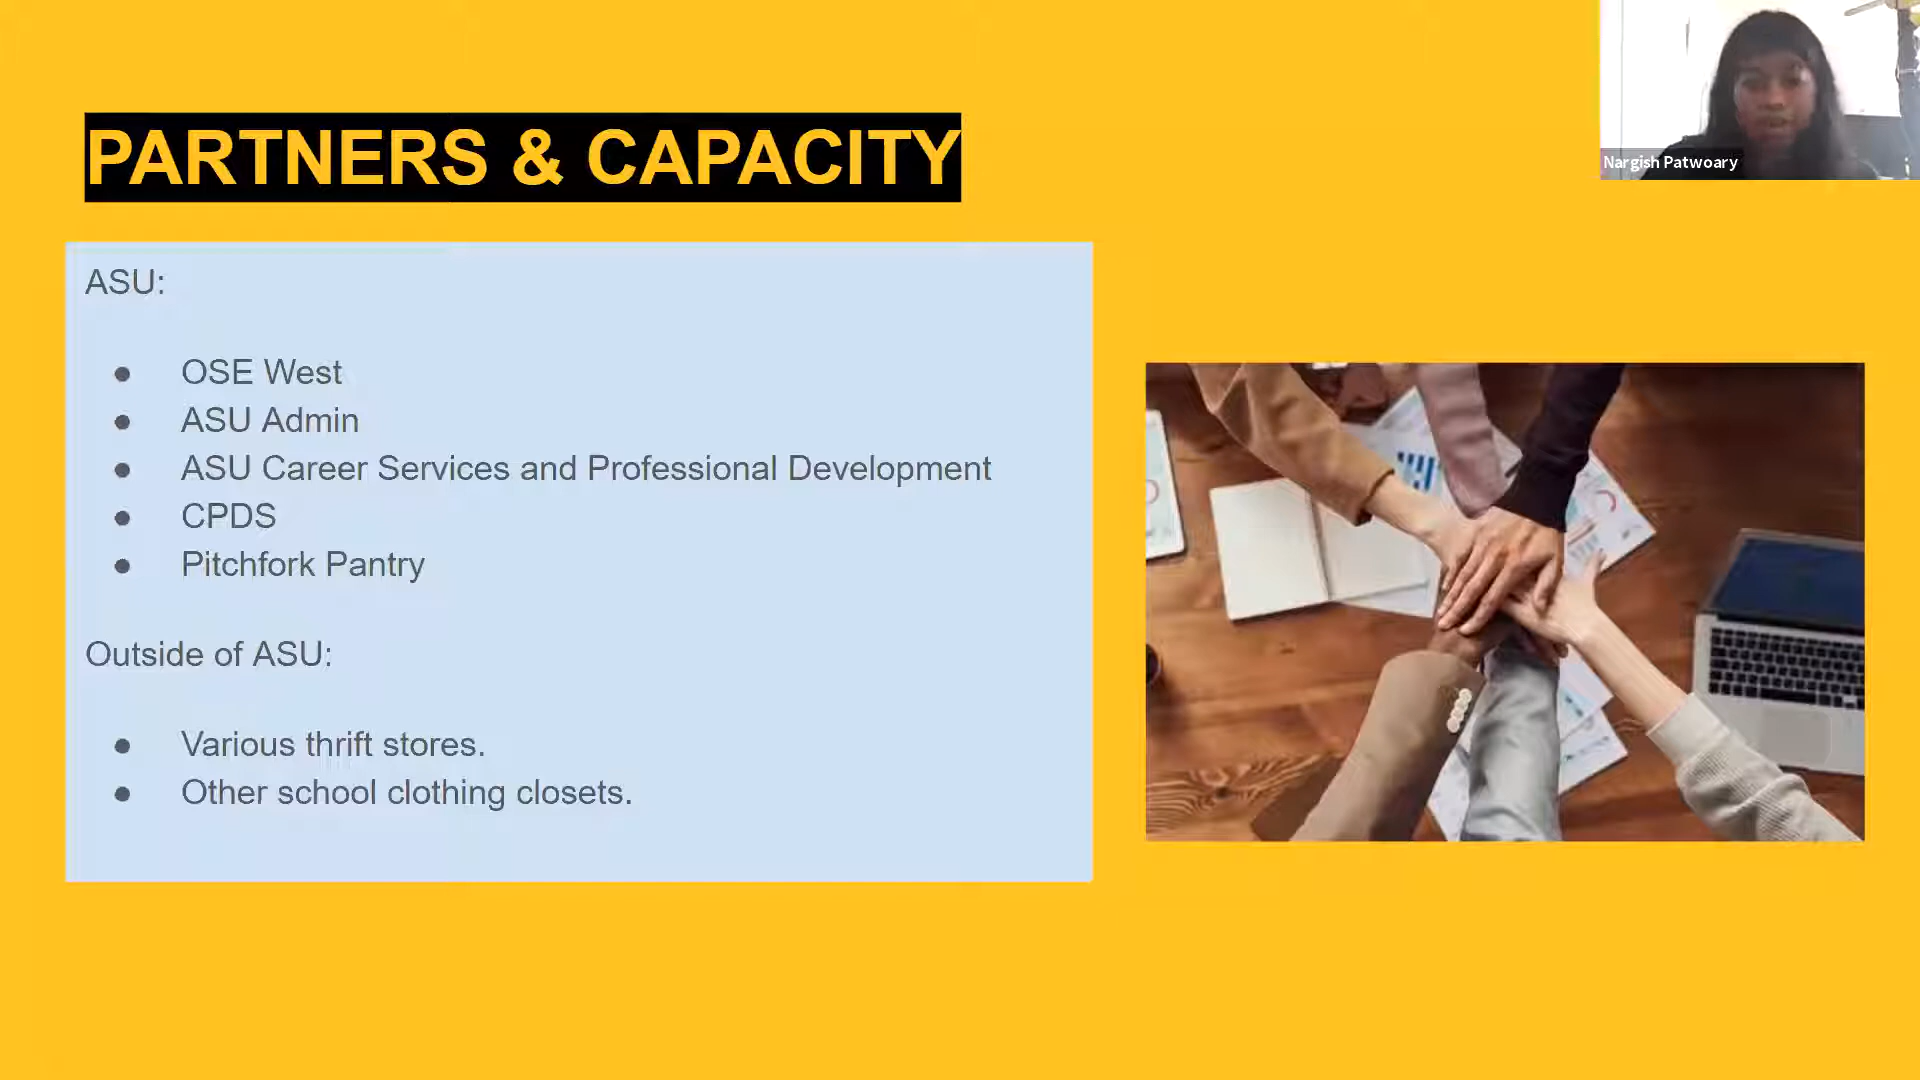 PARTNERS & CAPACITY
Nargish Patwoary
ASU:
● OSE West
● ASU Admin
● ASU Career Services and Professional Development
● CPDS
● Pitchfork Pantry
Outside of ASU:
● Various thrift stores.
● Other school clothing closets.